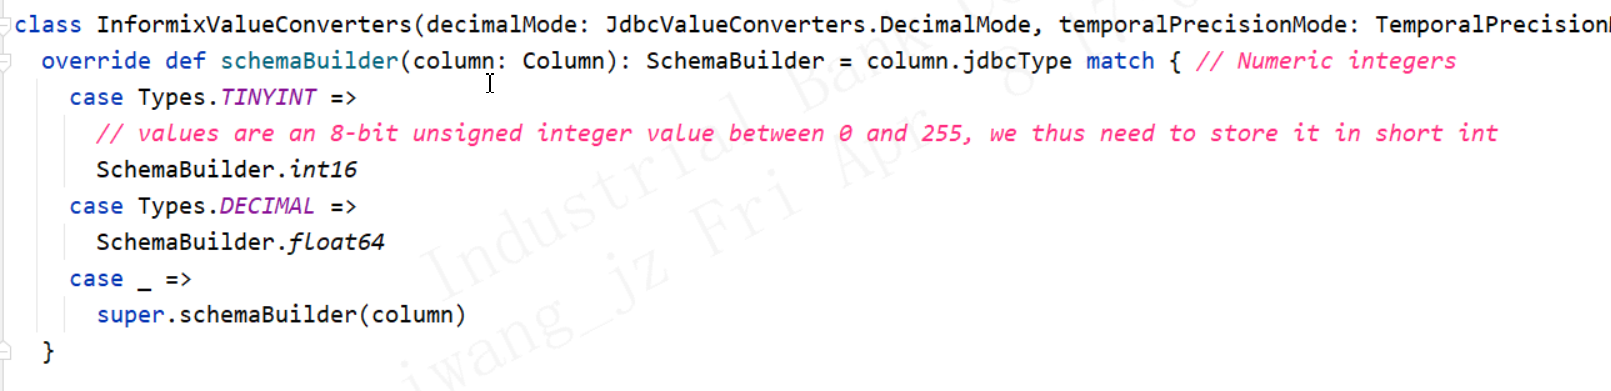 class InformixValueConverters(decimalMode: JdbcValueConverters.DecimalMode, temporalPrecisionMode: TemporalPrecision
override def schemaBuilder(column: Column): SchemaBuilder = column.jdbcType match { // Numeric integers
case Types.TINYINT =>
// values are an 8-bit unsigned integer value between 0 and 255, we thus need to store it in short int
SchemaBuilder.int16
case Types.DECIMAL =>
SchemaBuilder.float64
case _ =>
super.schemaBuilder(column)
}
Industrial Bank
iwang_jz Fri Apr 8 17